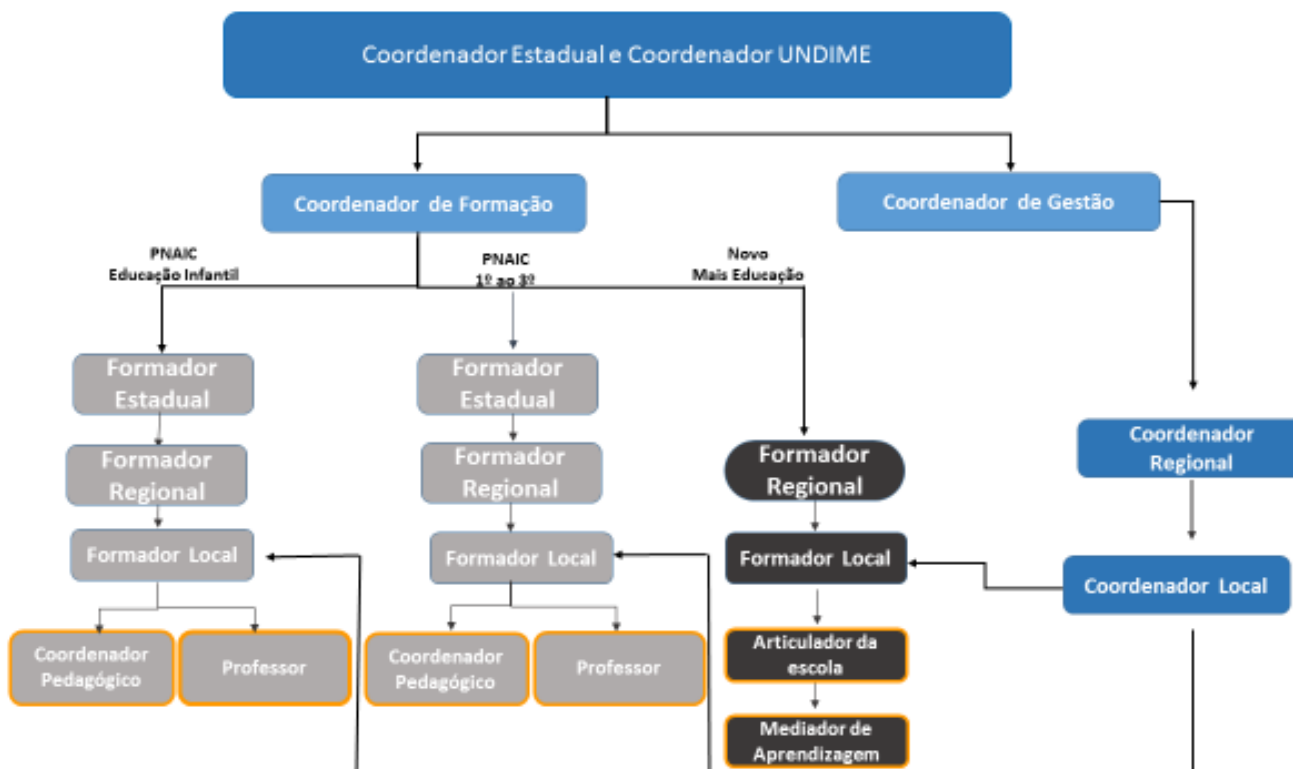 Coordenador Estadual e Coordenador UNDIME
Coordenador de Formação
Coordenador de Gestão
PNAIC
Educação Infantil
PNAIC
1º ao 3º
Novo
Mais Educação
Formador
Estadual
Formador
Estadual
Formador
Regional
Formador
Regional
Formador
Regional
Coordenador
Regional
Formador Local
Formador Local
Formador Local
Coordenador Local
Coordenador
Pedagógico
Professor
Coordenador
Pedagógico
Professor
Articulador da
escola
Mediador de
Aprendizagem